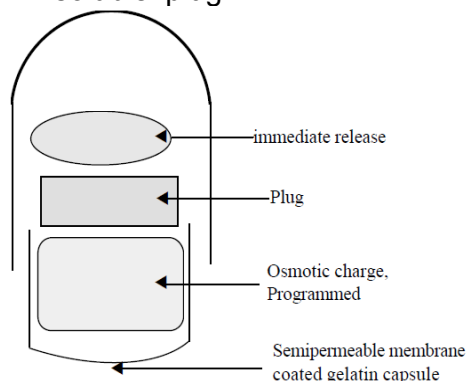 immediate release
Plug
Osmotic charge,
Programmed
Semipermeable membrane
coated gelatin capsule